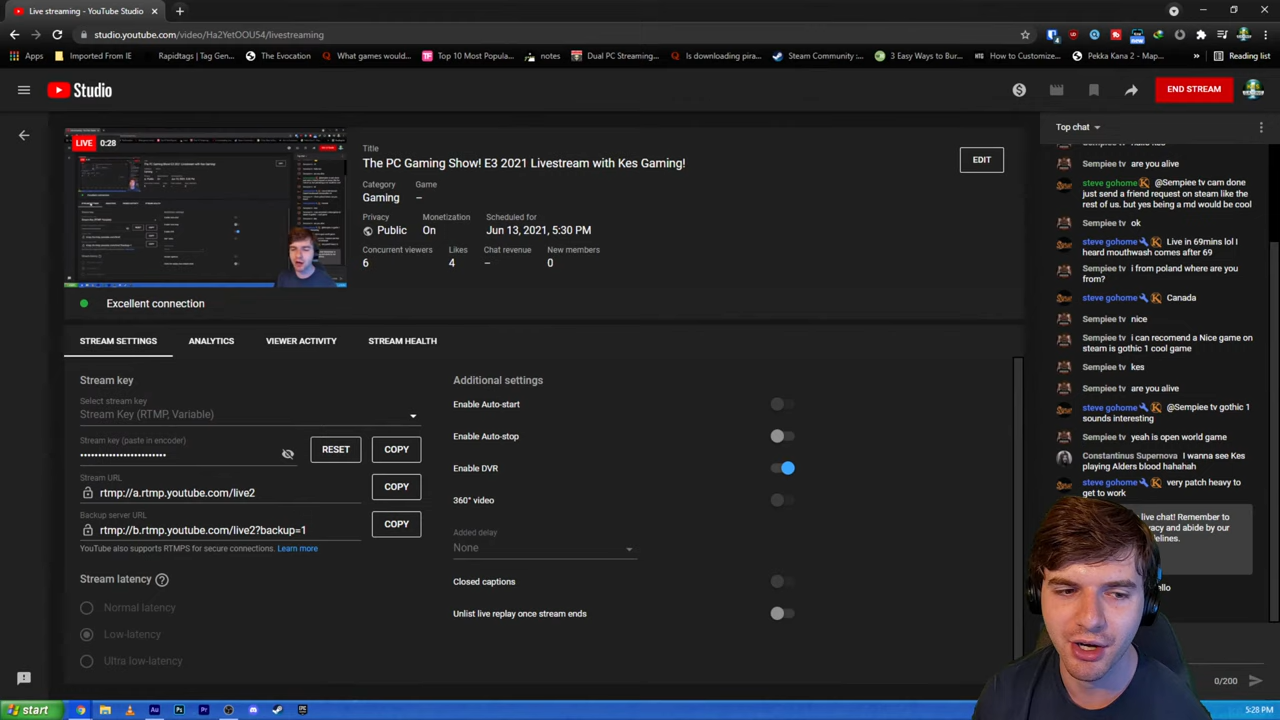 Live streaming - YouTube Studio
studio.youtube.com/video/Ha2YetOOU54/livestreaming
Apps Imported From IE Rapidtags | Tag Gen... The Evocation What games would... Top 10 Most Popula... notes Dual PC Streaming... Is downloading pira... Steam Community :... 3 Easy Ways to Bur... How to Customize... Pekka Kana 2 - Map... » Reading list
Studio
END STREAM
LIVE 0:28
Title
The PC Gaming Show! E3 2021 Livestream with Kes Gaming!
EDIT
Category Game
Gaming –
Privacy Monetization Scheduled for
Public On Jun 13, 2021, 5:30 PM
Concurrent viewers Likes Chat revenue New members
6 4 – 0
Excellent connection
STREAM SETTINGS ANALYTICS VIEWER ACTIVITY STREAM HEALTH
Stream key
Select stream key
Stream Key (RTMP, Variable)
Stream key (paste in encoder)
RESET COPY
Stream URL
rtmp://a.rtmp.youtube.com/live2
COPY
Backup server URL
rtmp://b.rtmp.youtube.com/live2?backup=1
COPY
YouTube also supports RTMPS for secure connections. Learn more
Stream latency
Normal latency
Low-latency
Ultra low-latency
Additional settings
Enable Auto-start
Enable Auto-stop
Enable DVR
360° video
Added delay
None
Closed captions
Unlist live replay once stream ends
Top chat
Sempiee tv are you alive
steve gohome @Sempiee tv cam done
just send a friend request on steam like the
rest of us. but yes being a md would be cool
Sempiee tv ok
steve gohome Live in 69mins lol I
heard mouthwash comes after 69
Sempiee tv i from poland where are you
from?
steve gohome Canada
Sempiee tv nice
Sempiee tv i can recomend a Nice game on
steam is gothic 1 cool game
Sempiee tv kes
Sempiee tv are you alive
steve gohome @Sempiee tv gothic 1
sounds interesting
Sempiee tv yeah is open world game
Constantinus Supernova I wanna see Kes
playing Alders blood hahahah
steve gohome very patch heavy to
get to work
live chat! Remember to
and abide by our
0/200
start
5:28 PM